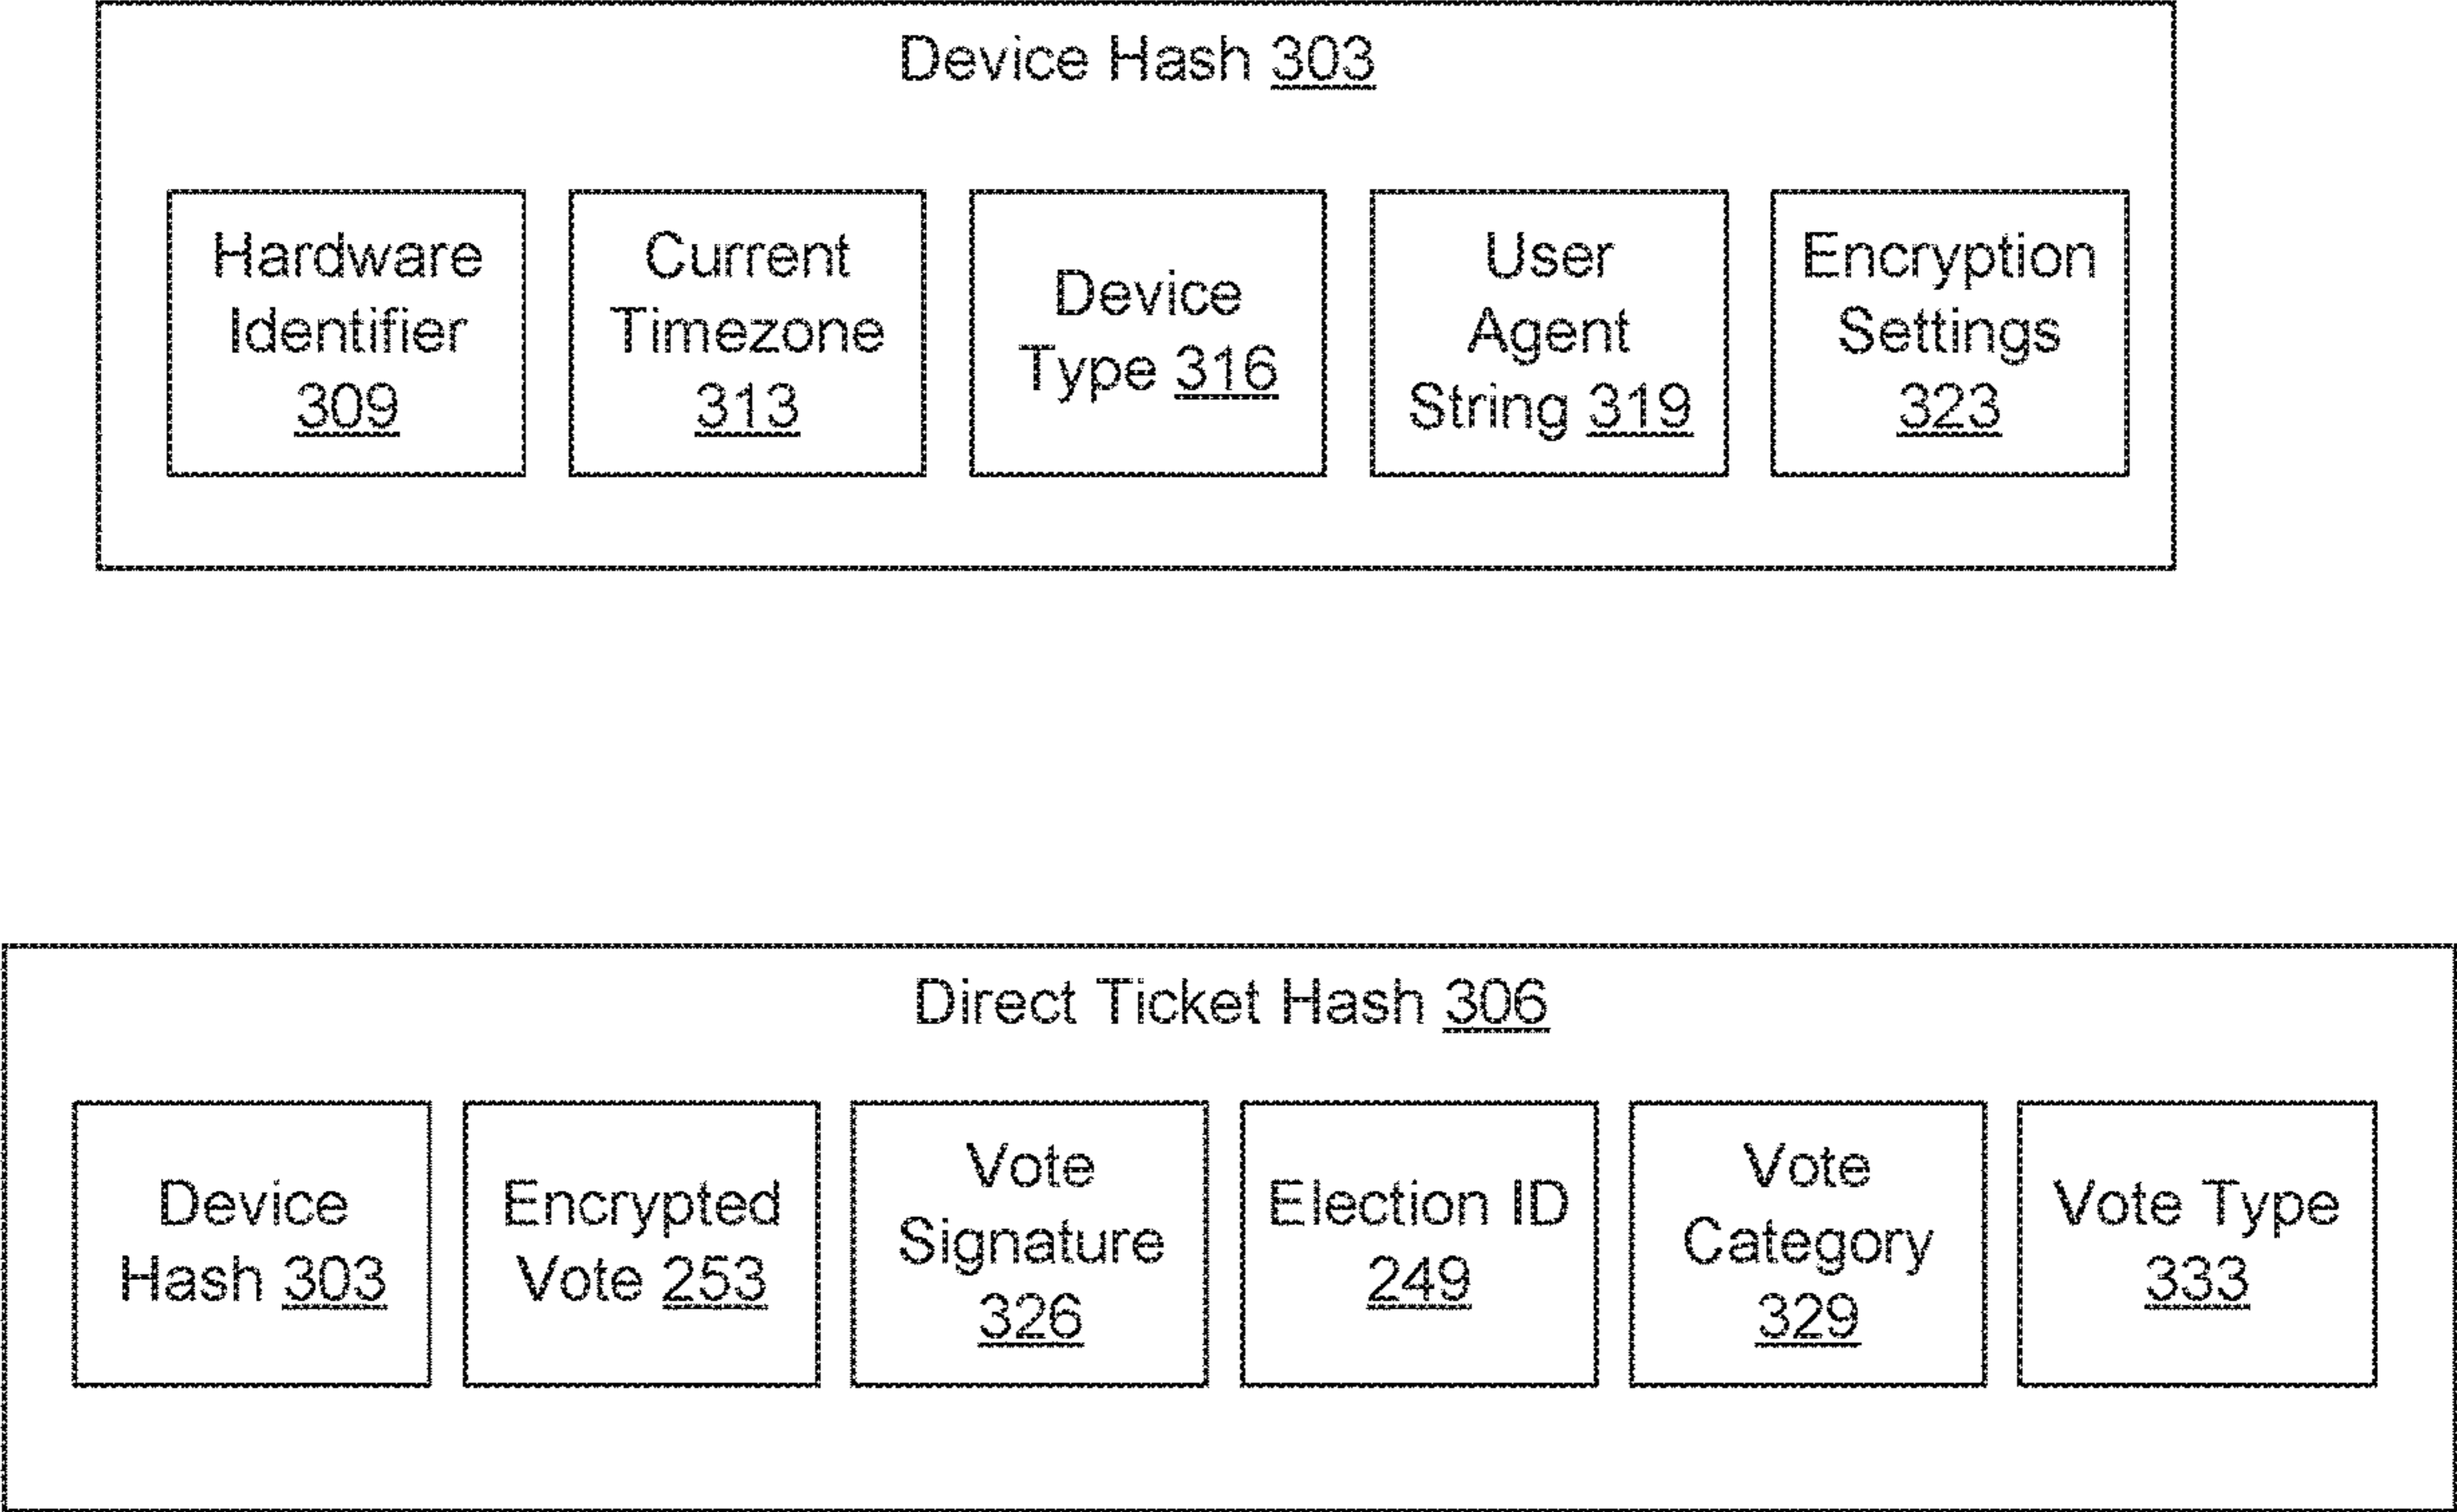 Device Hash 303
Hardware
Identifier
309
Current
Timezone
313
Device
Type 316
User
Agent
String 319
Encryption
Settings
323
Direct Ticket Hash 306
Device
Hash 303
Encrypted
Vote 253
Vote
Signature
326
Election ID
249
Vote
Category
329
Vote Type
333